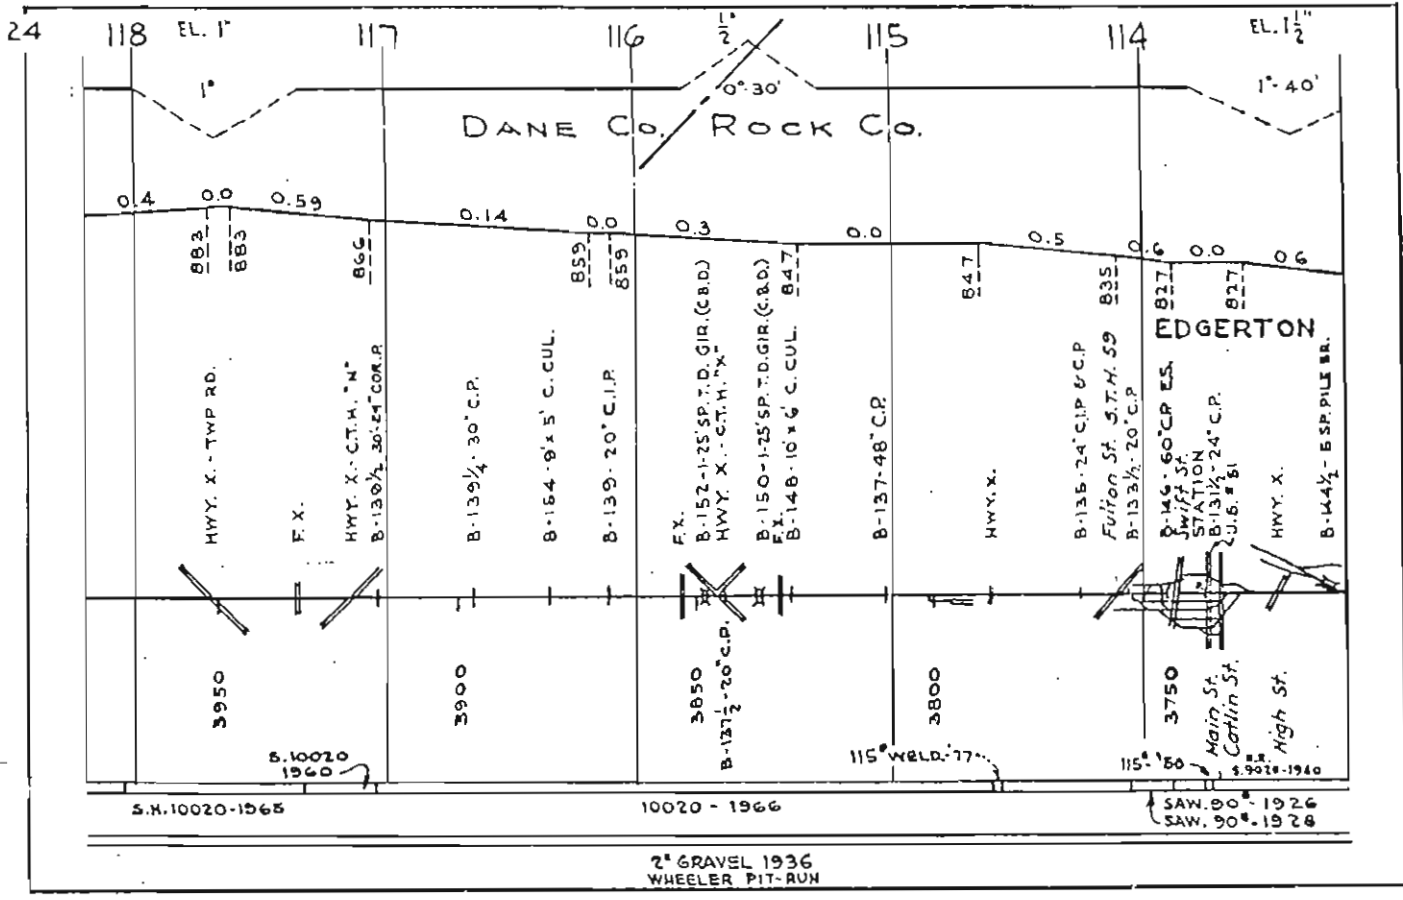 24
118
EL. 1"
117
116
1/2"
115
114
EL. 1 1/2"
1°
0°-30'
1°-40'
DANE Co. ROCK Co.
0.4
0.0
0.59
0.14
0.0
0.3
0.0
0.5
0.6
0.0
0.6
883
883
866
859
859
847
847
835
827
827
EDGERTON
HWY. X. - TWP RD.
F.X.
HWY X. - C.T.H. "N"
B-139 1/2 30'-24" COR.P.
B-139 1/4 - 30" C.P.
B-164-9'x5' C. CUL.
B-139-20" C.I.P.
F.X.
B-152-1-25' SP. T.D. GIR. (C.B.D.)
HWY X. - C.T.H. "X"
B-150-1-25' SP. T.D. GIR. (C.B.D.)
F.X.
B-148-10'x6' C. CUL.
B-137-48" C.P.
HWY. X.
B-135-24" C.I.P. & C.P
Fulton St. S.T.H. 59
B-133 1/2 - 20" C.P
B-146-60" C.P. E.S.
Swift St.
STATION
B-131 1/2 - 24" C.P.
U.S. # 51
HWY. X.
B-144 1/2 - 5 SP. PILE BR.
3950
3900
3850
B-137 1/2 - 20" C.P.
3800
3750
Main St.
Catlin St.
High St.
S.10020
1960
115# WELD.-'77
115#-'80
S.9020-1940
S.H.10020-1965
10020-1966
SAW. 90#-1926
SAW. 90#-1928
2" GRAVEL 1936
WHEELER PIT-RUN